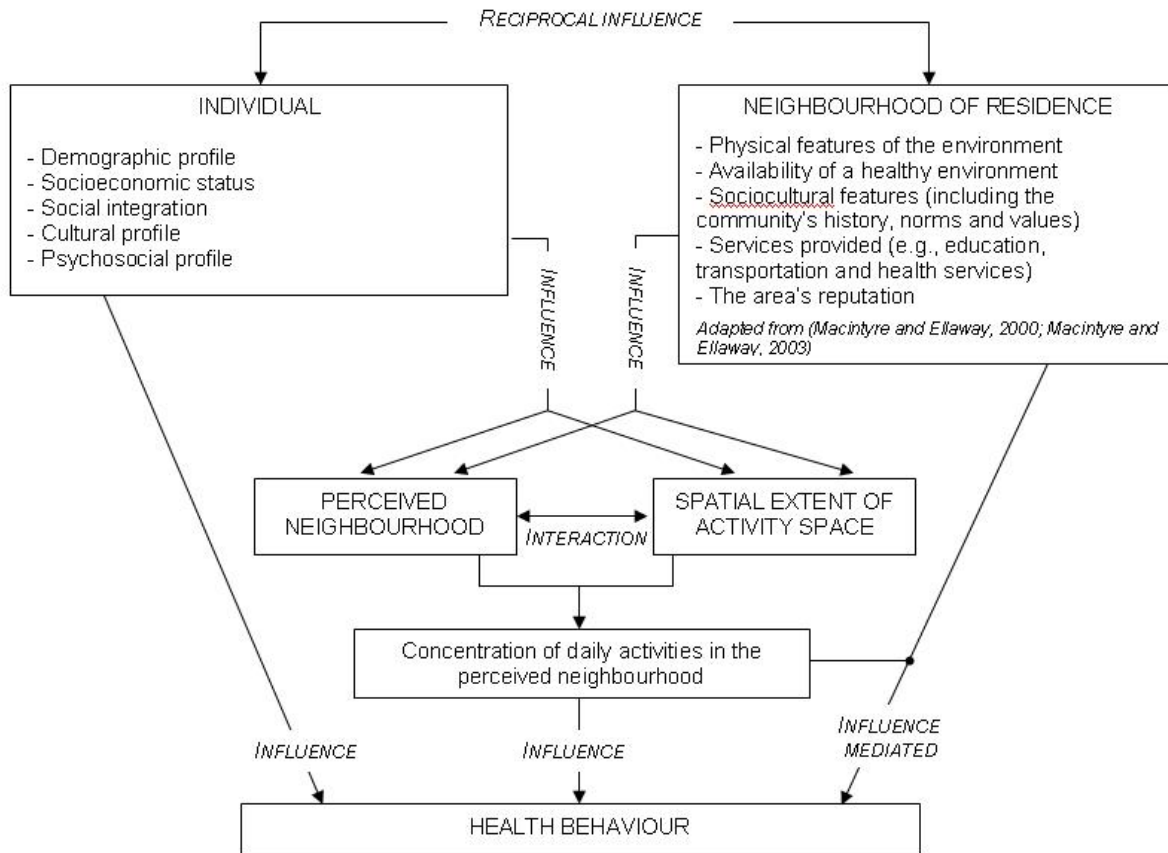 RECIPROCAL INFLUENCE
INDIVIDUAL
- Demographic profile
- Socioeconomic status
- Social integration
- Cultural profile
- Psychosocial profile
NEIGHBOURHOOD OF RESIDENCE
- Physical features of the environment
- Availability of a healthy environment
- Sociocultural features (including the
community's history, norms and values)
- Services provided (e.g., education,
transportation and health services)
- The area's reputation
Adapted from (Macintyre and Ellaway, 2000; Macintyre and
Ellaway, 2003)
INFLUENCE
INFLUENCE
PERCEIVED
NEIGHBOURHOOD
INTERACTION
SPATIAL EXTENT OF
ACTIVITY SPACE
Concentration of daily activities in the
perceived neighbourhood
INFLUENCE
INFLUENCE
INFLUENCE
MEDIATED
HEALTH BEHAVIOUR